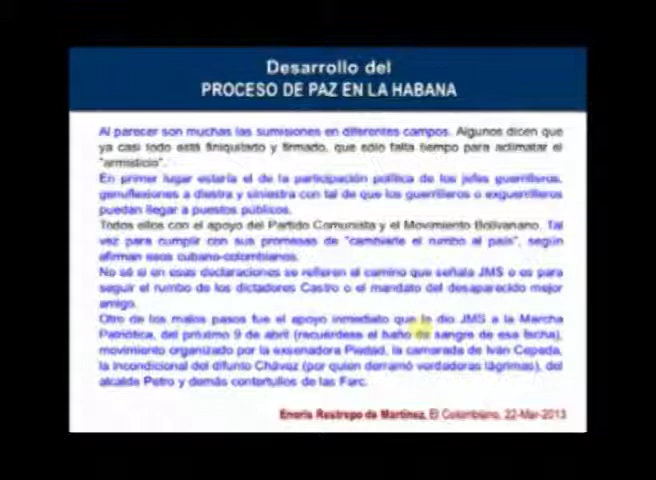 Desarrollo del
PROCESO DE PAZ EN LA HABANA
Al parecer son muchas las sumisiones en diferentes campos. Algunos dicen que
ya casi todo está finiquitado y firmado, que sólo falta tiempo para aclimatar el
"armisticio".
En primer lugar estaría el de la participación política de los jefes guerrilleros,
genuflexiones a diestra y siniestra con tal de que los guerrilleros o exguerrilleros
puedan llegar a puestos públicos.
Todos ellos con el apoyo del Partido Comunista y el Movimiento Bolivariano. Tal
vez para cumplir con sus promesas de "cambiarle el rumbo al país", según
afirman esos cubano-colombianos.
No sé si en esas declaraciones se refieren al camino que señala JMS o es para
seguir el rumbo de los dictadores Castro o el mandato del desaparecido mejor
amigo.
Otro de los malos pasos fue el apoyo inmediato que le dio JMS a la Marcha
Patriótica, del próximo 9 de abril (recuérdese el baño de sangre de esa fecha),
movimiento organizado por la exsenadora Piedad, la camarada de Iván Cepeda,
la incondicional del difunto Chávez (por quien derramó verdaderas lágrimas), del
alcalde Petro y demás contertulios de las Farc.
Enoris Restrepo de Martínez, El Colombiano, 22-Mar-2013